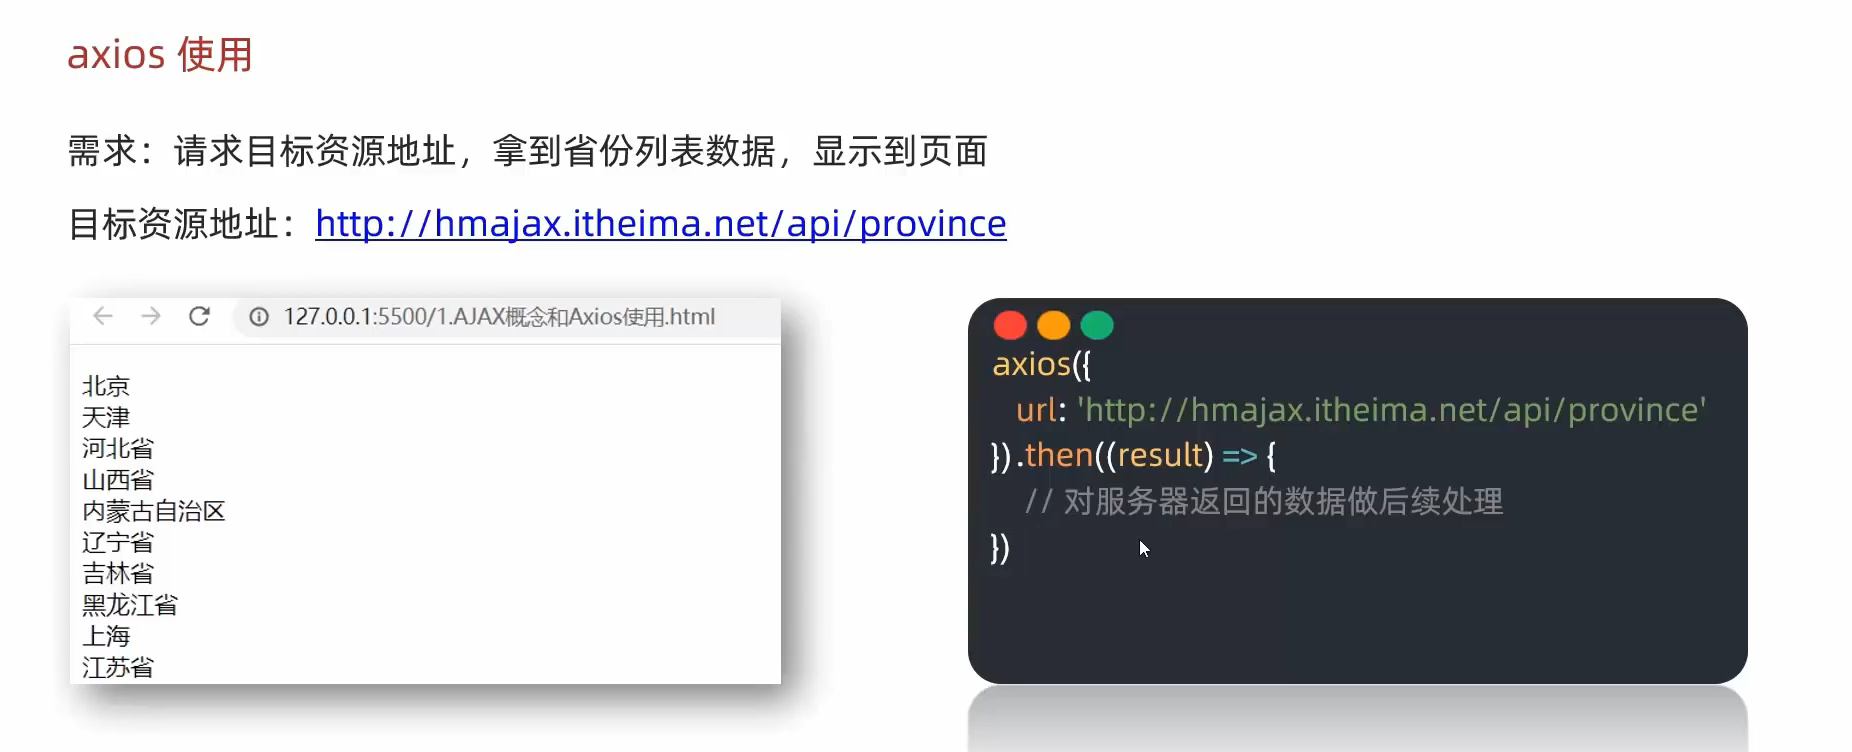 axios 使用
需求：请求目标资源地址，拿到省份列表数据，显示到页面
目标资源地址：http://hmajax.itheima.net/api/province
127.0.0.1:5500/1.AJAX概念和Axios使用.html
北京
天津
河北省
山西省
内蒙古自治区
辽宁省
吉林省
黑龙江省
上海
江苏省
axios({
url: 'http://hmajax.itheima.net/api/province'
}).then((result) => {
// 对服务器返回的数据做后续处理
})